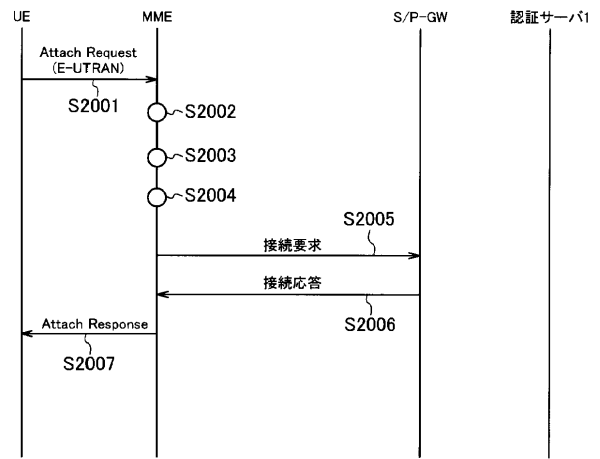 UE
MME
S/P-GW
認証サーバ1
Attach Request
(E-UTRAN)
S2001
S2002
S2003
S2004
S2005
接続要求
接続応答
S2006
Attach Response
S2007